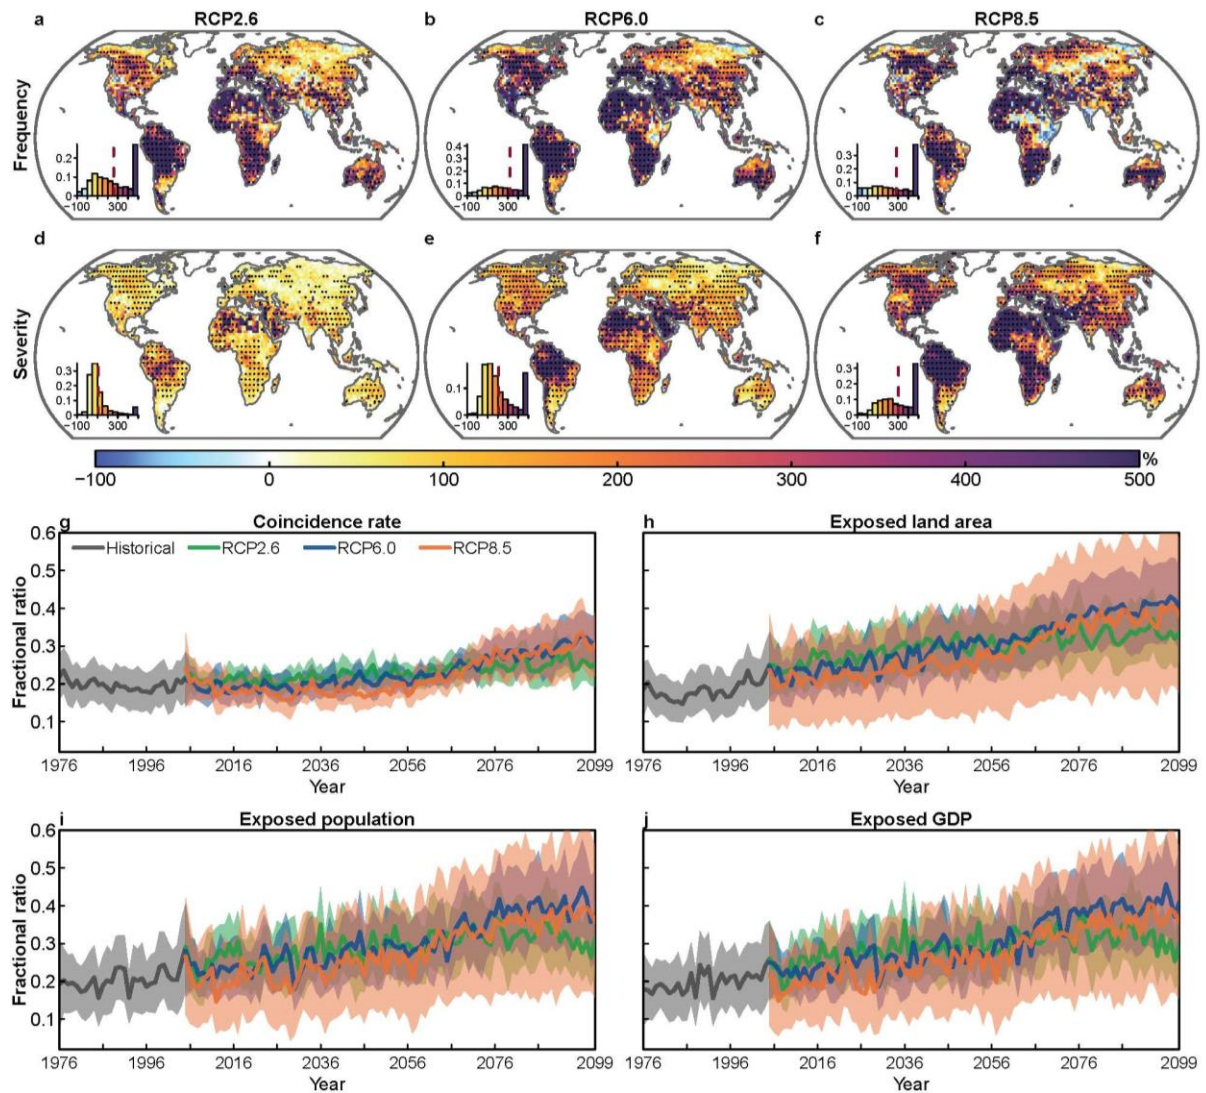 a RCP2.6 b RCP6.0 c RCP8.5
Frequency
0.2
0.1
0
−100 300
0.4
0.3
0.2
0.1
0
−100 300
0.3
0.2
0.1
0
−100 300
d e f
Severity
0.3
0.2
0.1
0
−100 300
0.1
0
−100 300
0.3
0.2
0.1
0
−100 300
−100 0 100 200 300 400 500 %
g Coincidence rate
Historical RCP2.6 RCP6.0 RCP8.5
Fractional ratio
0.6
0.5
0.4
0.3
0.2
0.1
1976 1996 2016 2036 2056 2076 2099
Year
h Exposed land area
1976 1996 2016 2036 2056 2076 2099
Year
i Exposed population
Fractional ratio
0.6
0.5
0.4
0.3
0.2
0.1
1976 1996 2016 2036 2056 2076 2099
Year
j Exposed GDP
1976 1996 2016 2036 2056 2076 2099
Year